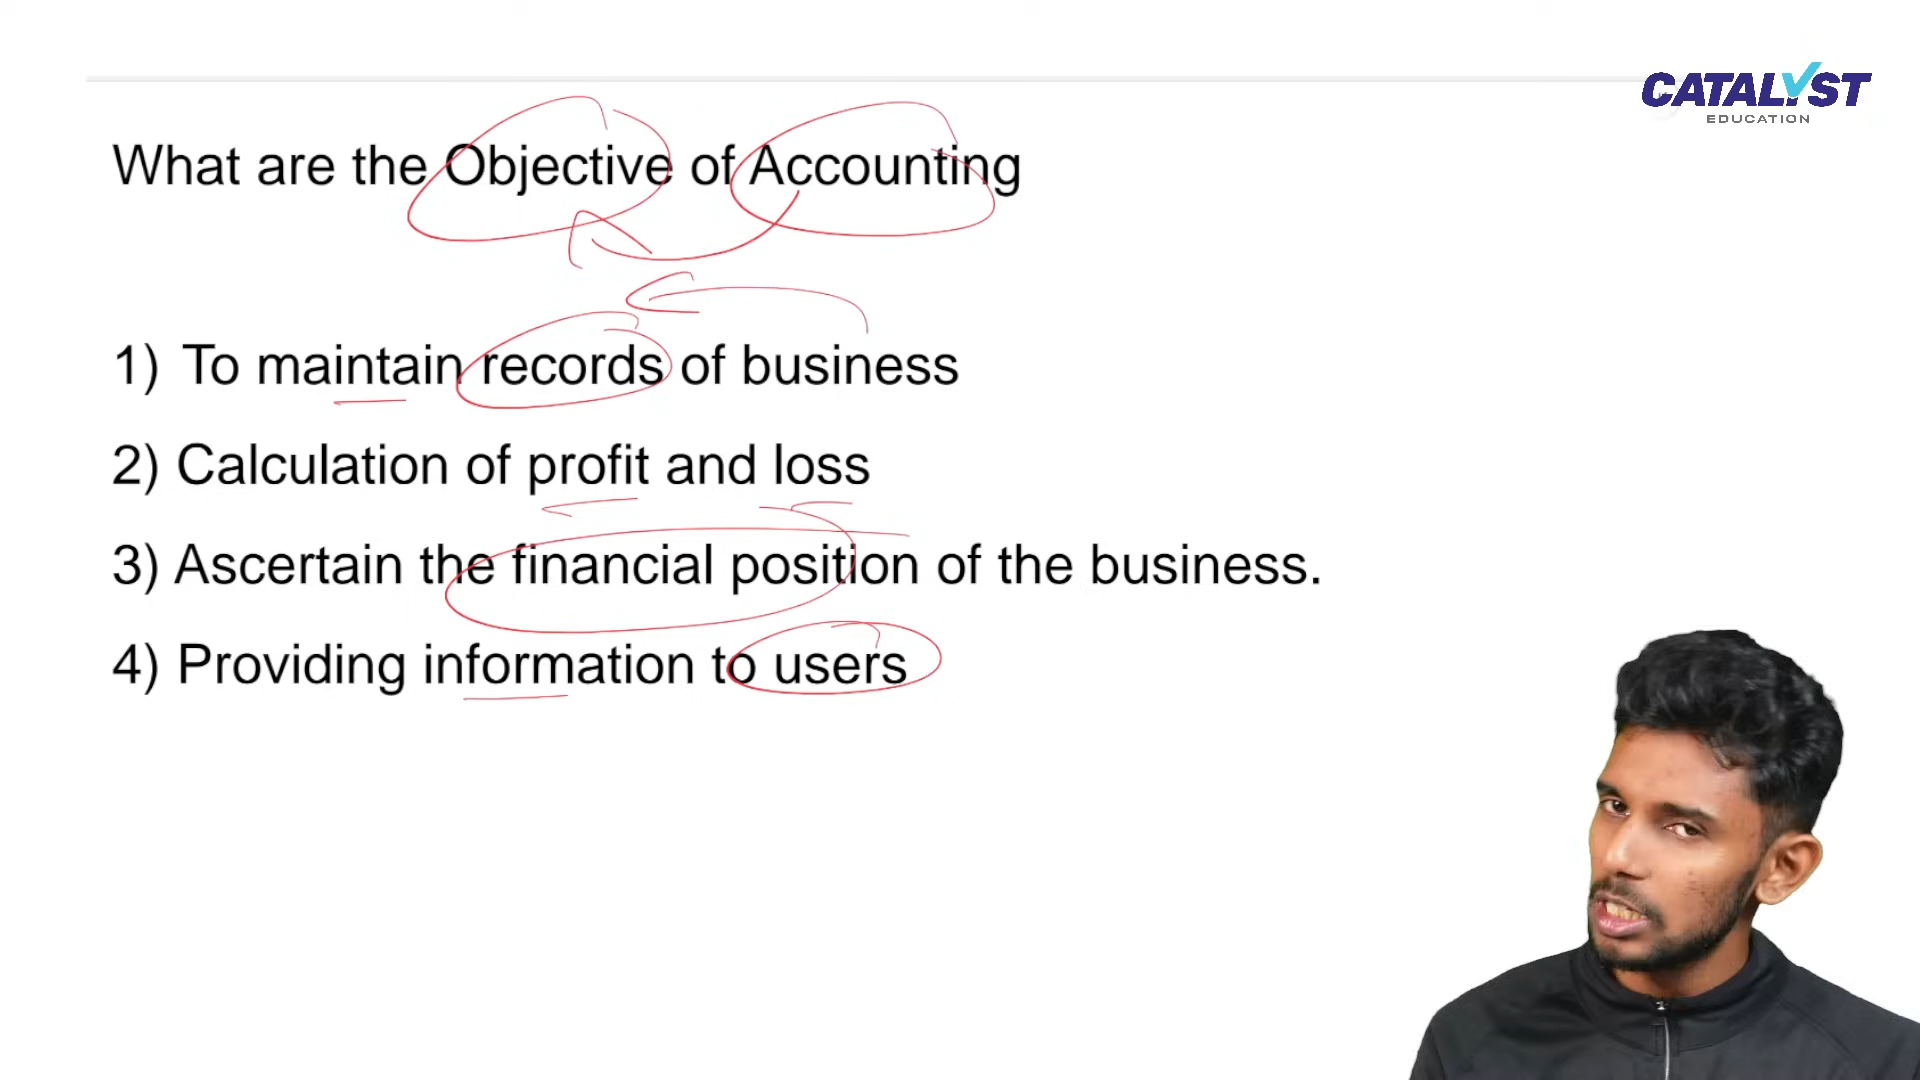 CATALYST
EDUCATION
What are the Objective of Accounting
1) To maintain records of business
2) Calculation of profit and loss
3) Ascertain the financial position of the business.
4) Providing information to users